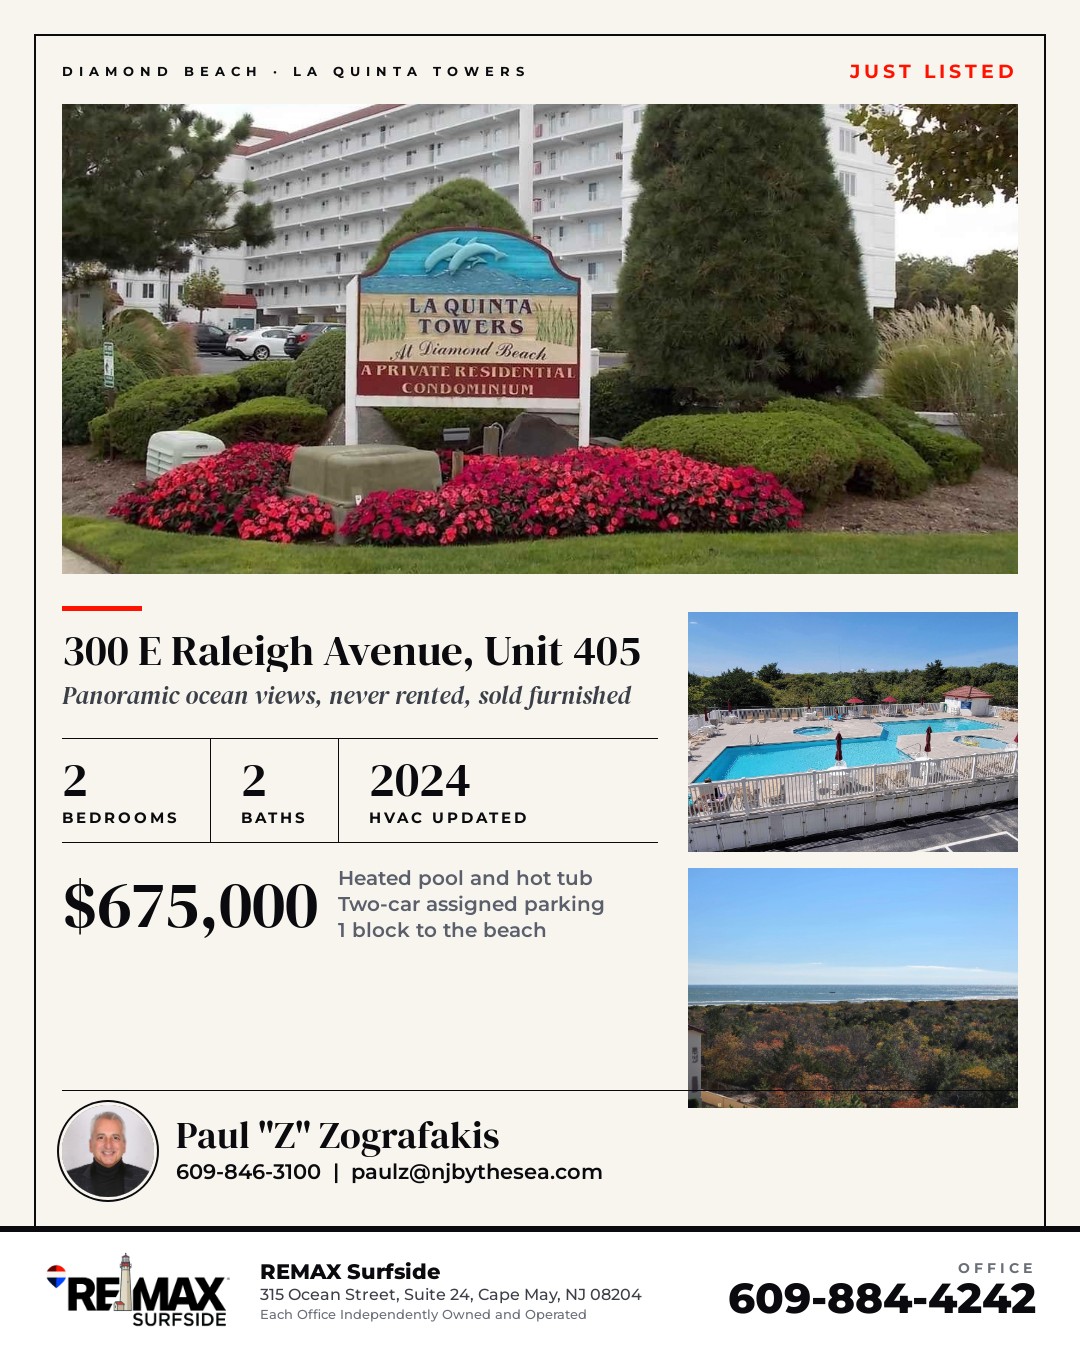 DIAMOND BEACH · LA QUINTA TOWERS
JUST LISTED
LA QUINTA
TOWERS
At Diamond Beach
A PRIVATE RESIDENTIAL
CONDOMINIUM
300 E Raleigh Avenue, Unit 405
Panoramic ocean views, never rented, sold furnished
2
BEDROOMS
2
BATHS
2024
HVAC UPDATED
$675,000
Heated pool and hot tub
Two-car assigned parking
1 block to the beach
Paul "Z" Zografakis
609-846-3100 | paulz@njbythesea.com
RE/MAX
SURFSIDE
REMAX Surfside
315 Ocean Street, Suite 24, Cape May, NJ 08204
Each Office Independently Owned and Operated
OFFICE
609-884-4242